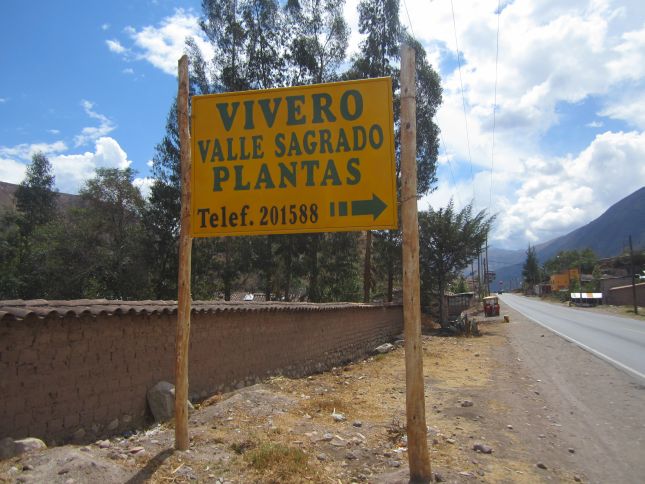 VIVERO
VALLE SAGRADO
PLANTAS
Telef. 201588